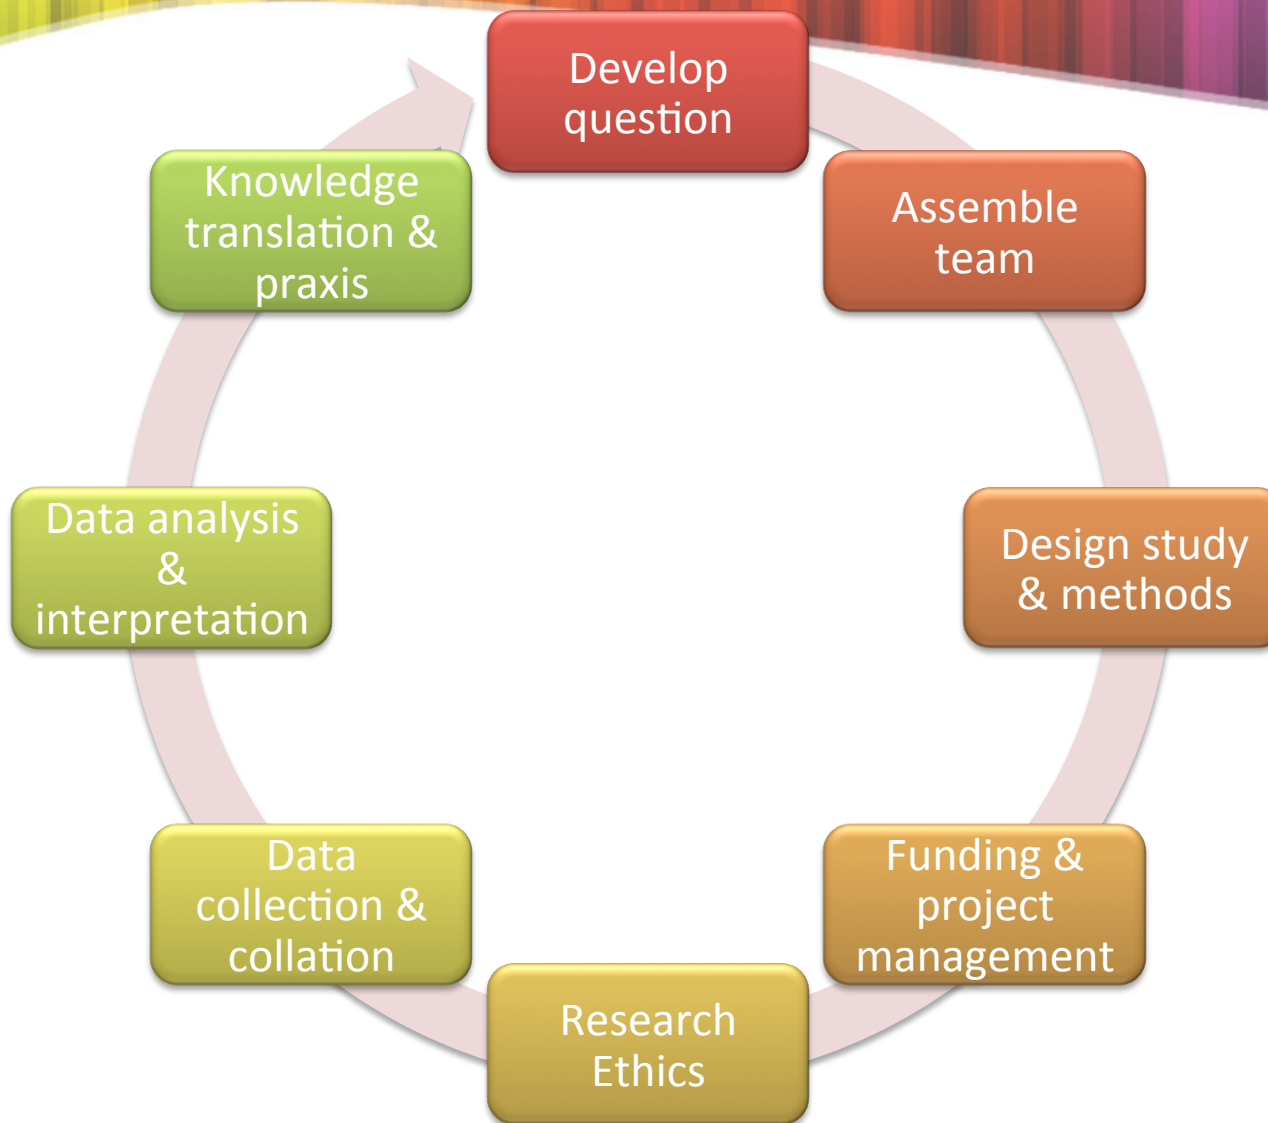 Develop
question
Assemble
team
Design study
& methods
Funding &
project
management
Research
Ethics
Data
collection &
collation
Data analysis
&
interpretation
Knowledge
translation &
praxis